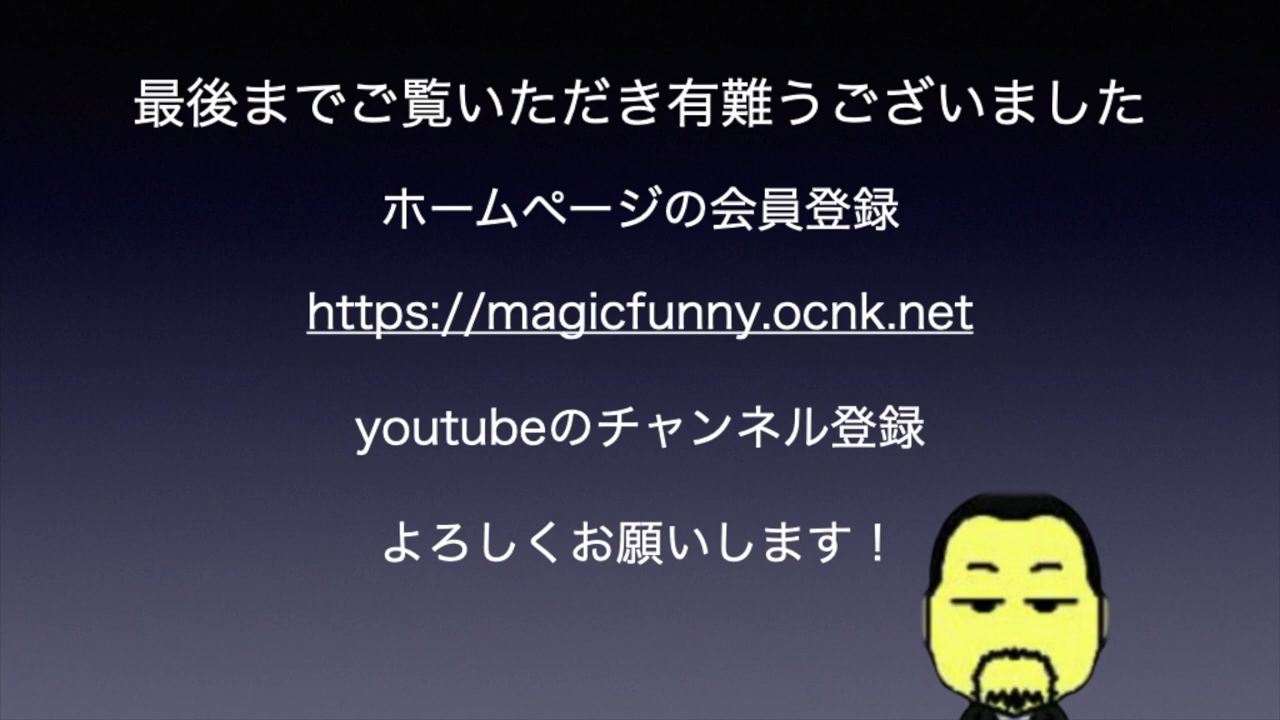 最後までご覧いただき有難うございました
ホームページの会員登録
https://magicfunny.ocnk.net
youtubeのチャンネル登録
よろしくお願いします！